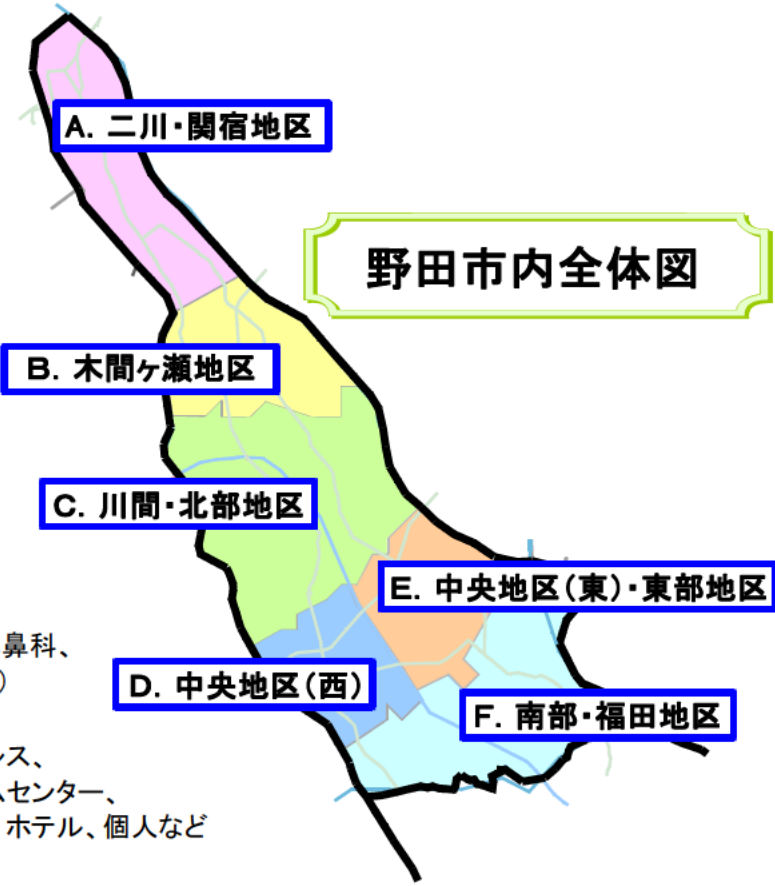 A. 二川・関宿地区
野田市内全体図
B. 木間ヶ瀬地区
C. 川間・北部地区
E. 中央地区(東)・東部地区
鼻科、
)
D. 中央地区(西)
F. 南部・福田地区
ス、
センター、
ホテル、個人など